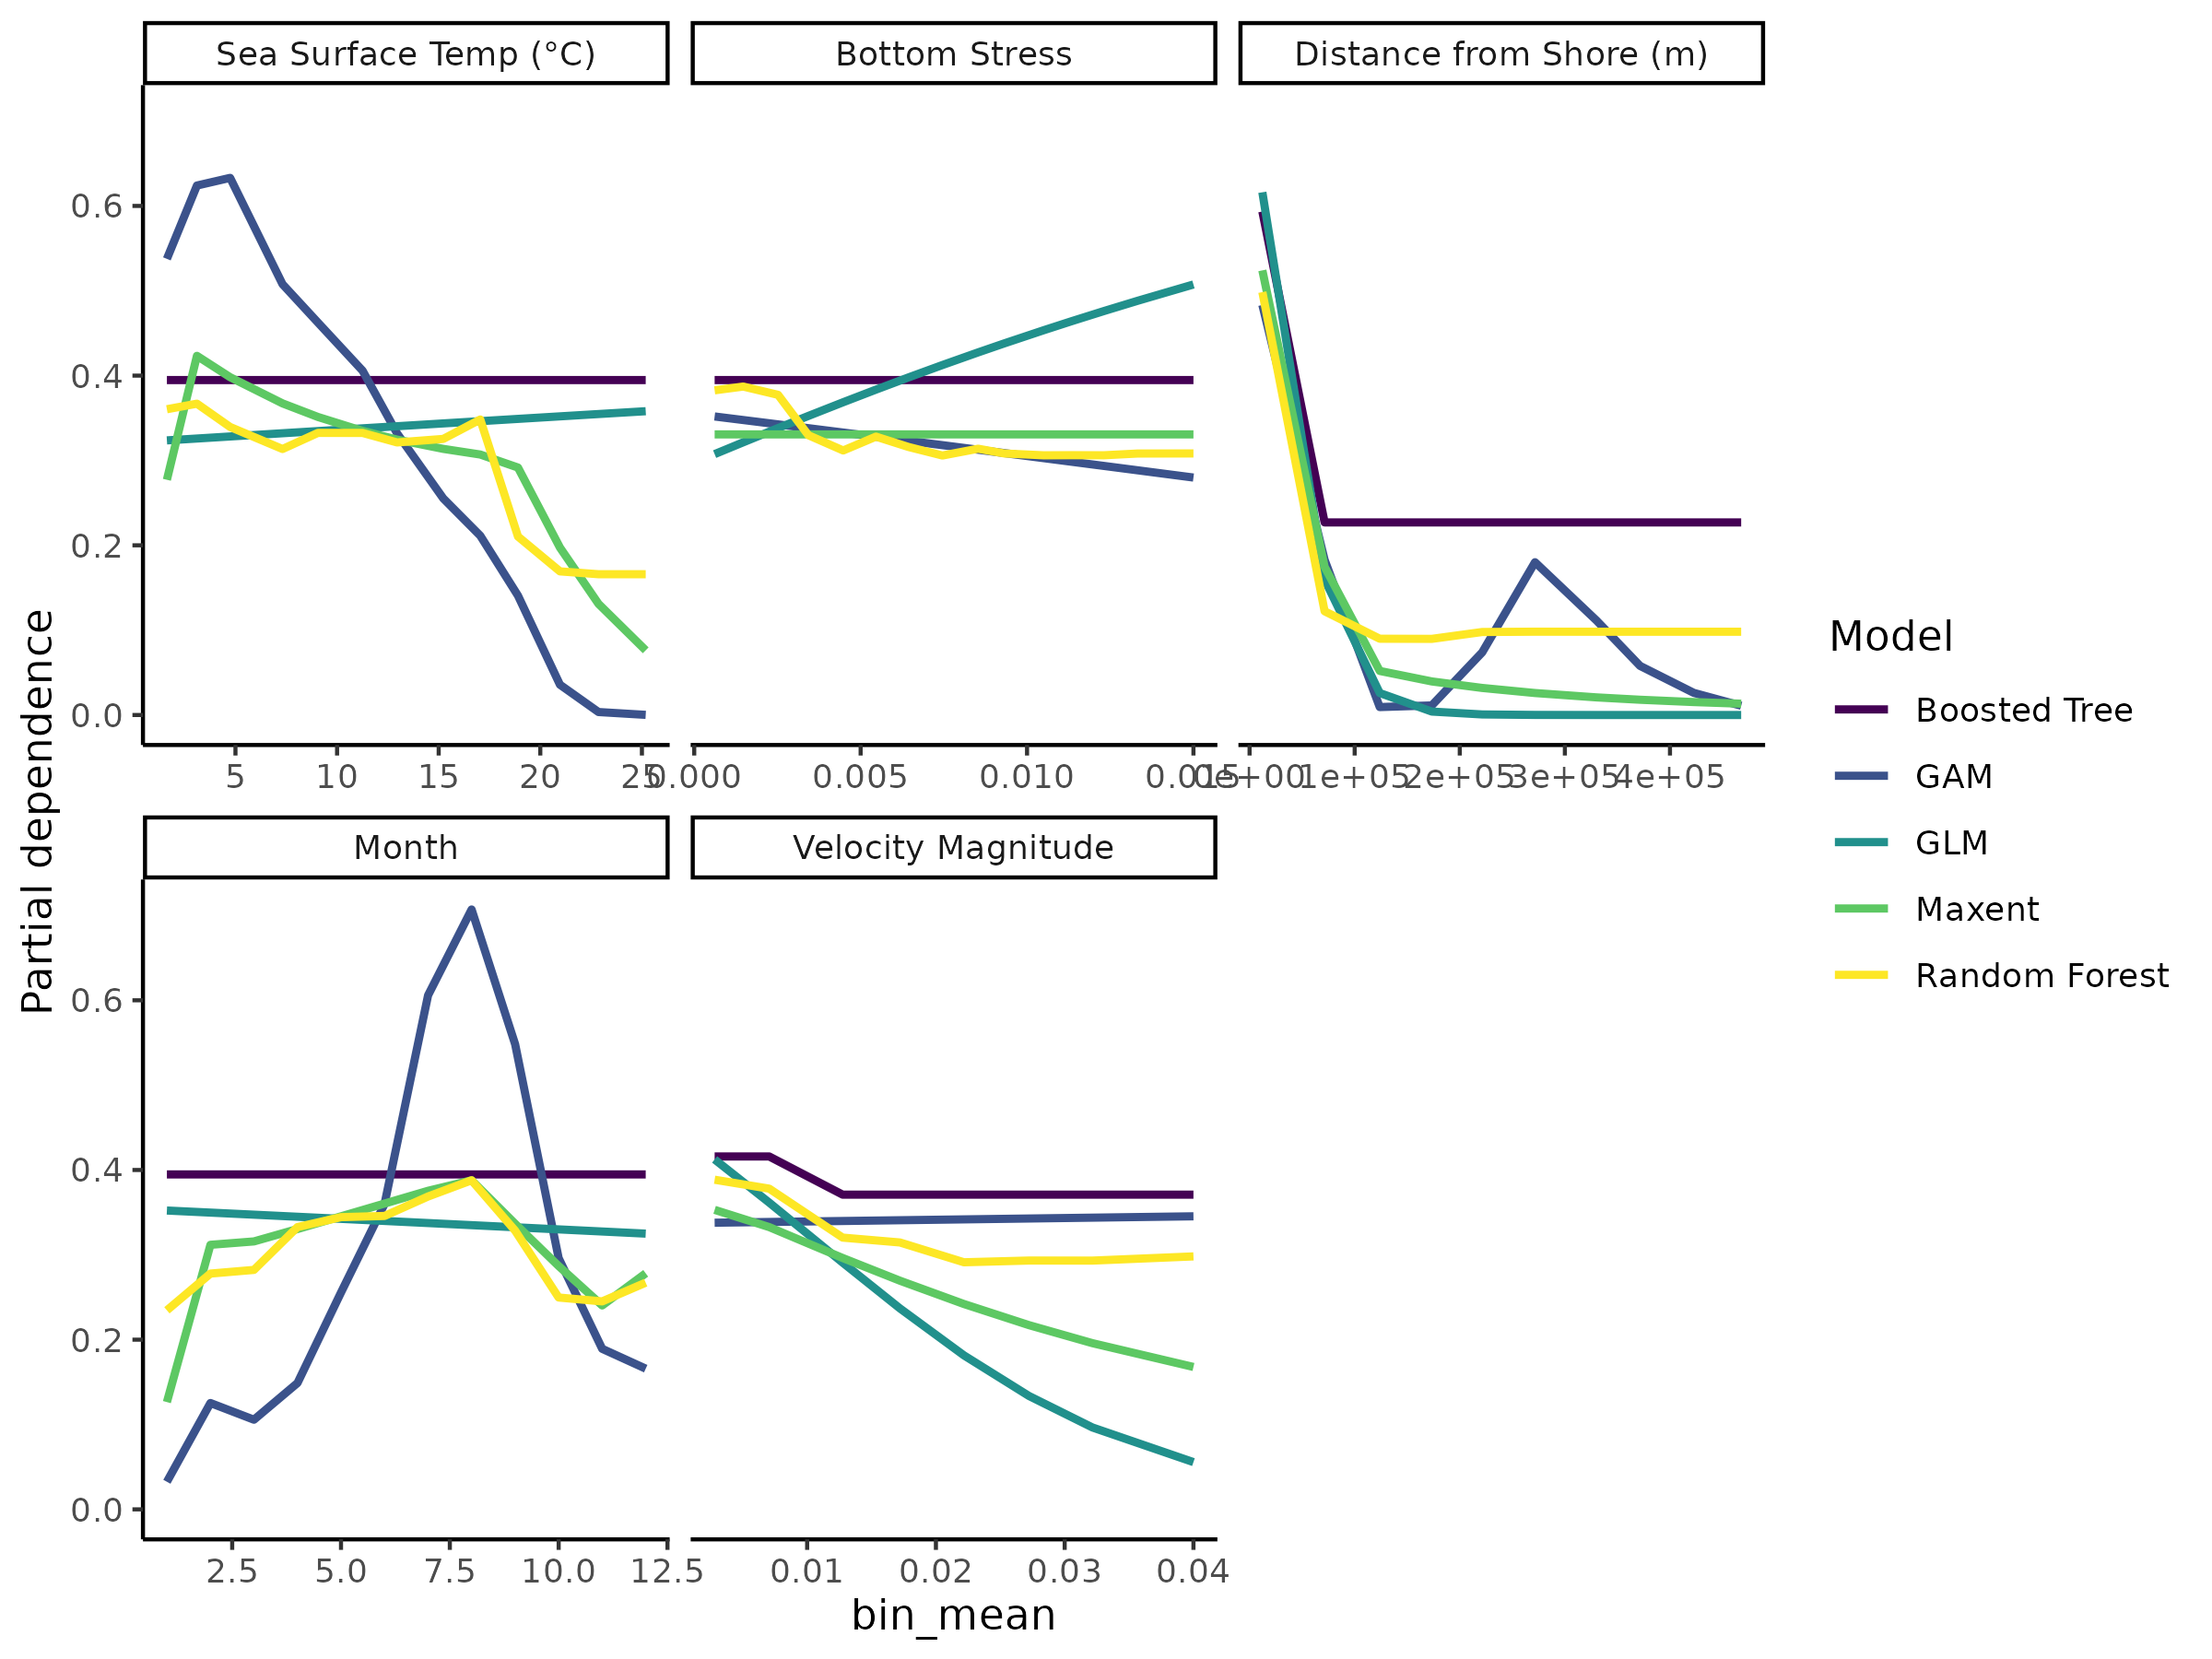 Sea Surface Temp (°C)
Bottom Stress
Distance from Shore (m)
0.6
0.4
0.2
0.0
5 10 15 20 25
0.000 0.005 0.010 0.015
0e+00 1e+05 2e+05 3e+05 4e+05
Month
Velocity Magnitude
0.6
0.4
0.2
0.0
2.5 5.0 7.5 10.0 12.5
0.01 0.02 0.03 0.04
Partial dependence
bin_mean
Model
Boosted Tree
GAM
GLM
Maxent
Random Forest